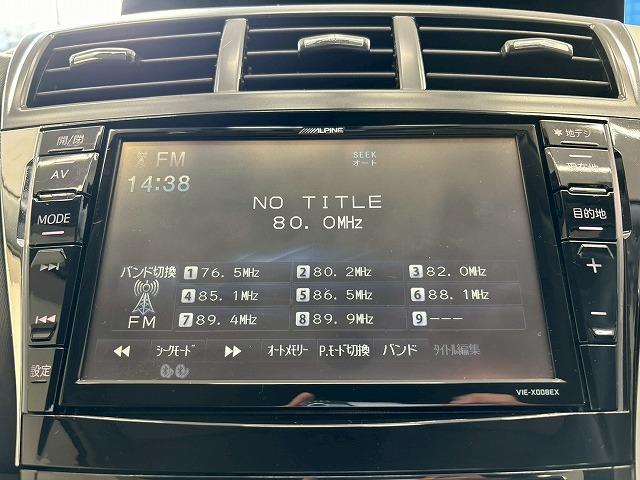 ALPINE
開/閉
AV
MODE
設定
FM
14:38
SEEK
オート
NO TITLE
80.0MHz
バンド切換
FM
1 76.5MHz
2 80.2MHz
3 82.0MHz
4 85.1MHz
5 86.5MHz
6 88.1MHz
7 89.4MHz
8 89.9MHz
9 ---
シークモード
オートメモリー
P.モード切換
バンド
タイトル編集
＊地デジ
現在地
目的地
+
−
VIE-X008EX